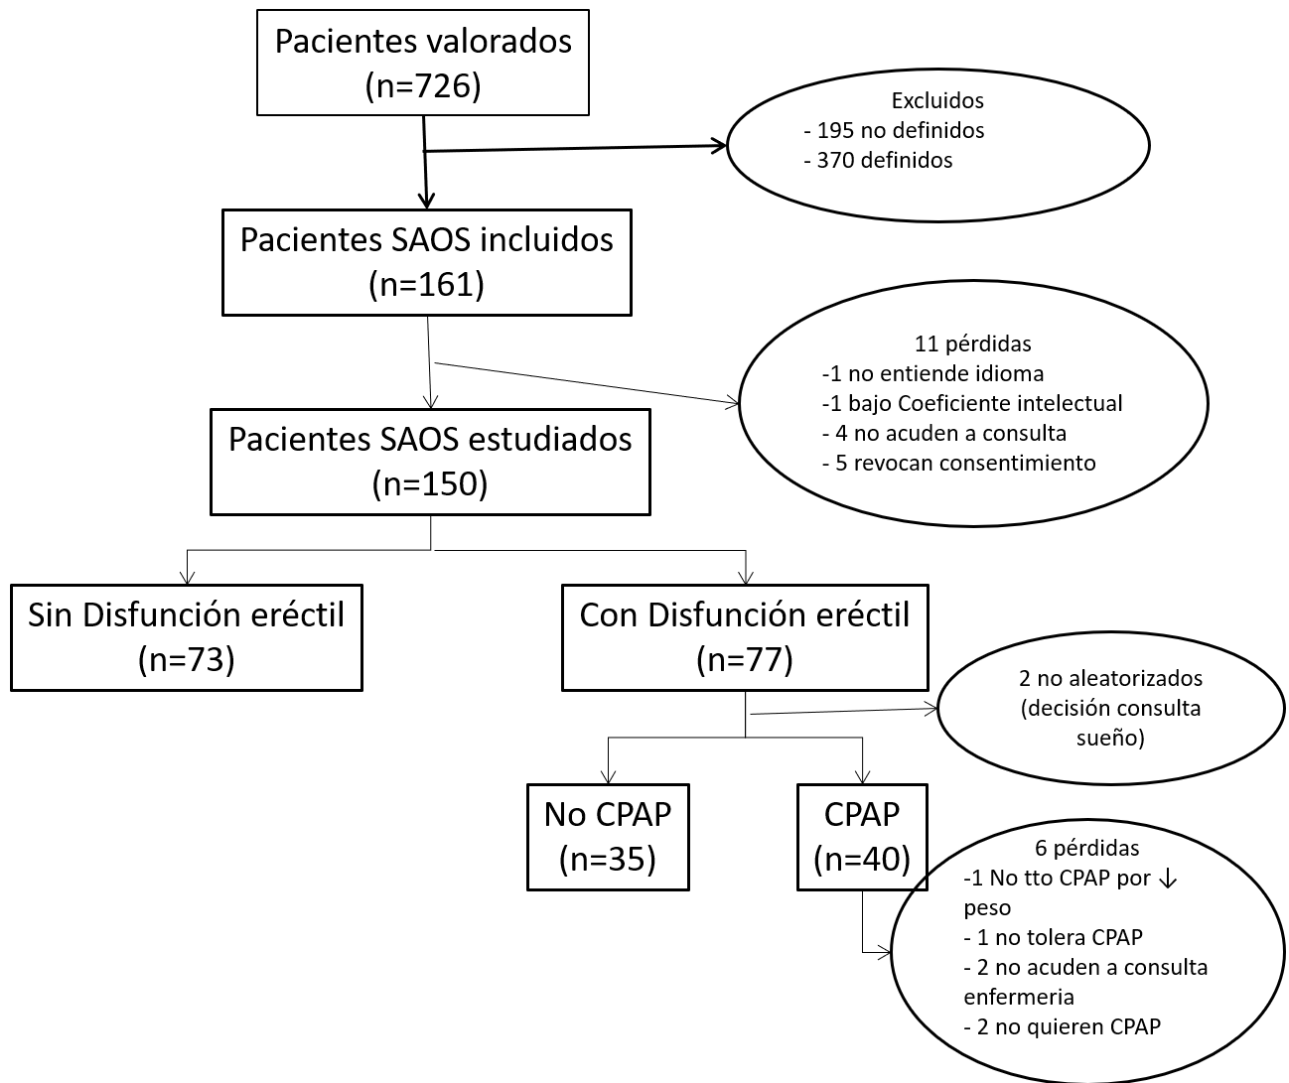 Pacientes valorados
(n=726)
Excluidos
- 195 no definidos
- 370 definidos
Pacientes SAOS incluidos
(n=161)
11 pérdidas
-1 no entiende idioma
-1 bajo Coeficiente intelectual
- 4 no acuden a consulta
- 5 revocan consentimiento
Pacientes SAOS estudiados
(n=150)
Sin Disfunción eréctil
(n=73)
Con Disfunción eréctil
(n=77)
2 no aleatorizados
(decisión consulta
sueño)
No CPAP
(n=35)
CPAP
(n=40)
6 pérdidas
-1 No tto CPAP por ↓
peso
- 1 no tolera CPAP
- 2 no acuden a consulta
enfermeria
- 2 no quieren CPAP